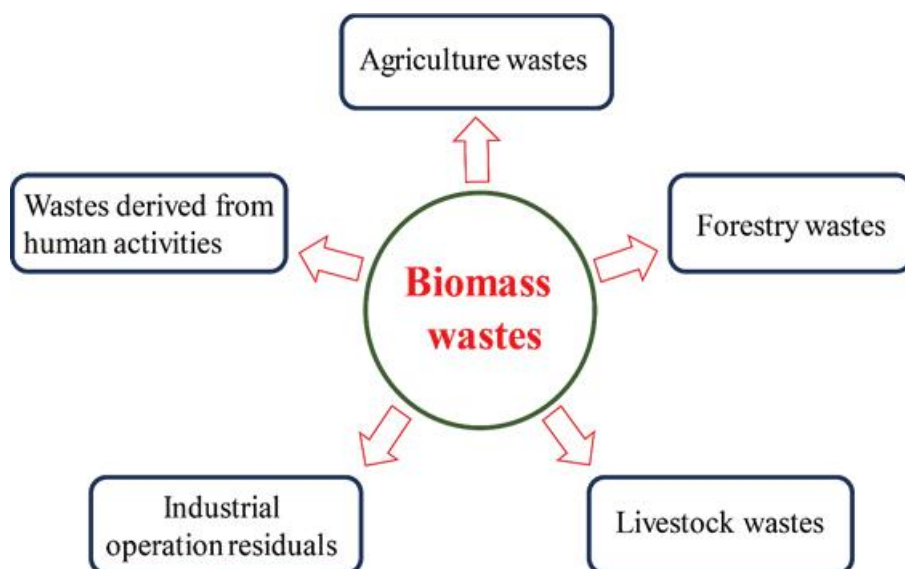 Agriculture wastes
Wastes derived from
human activities
Forestry wastes
Biomass
wastes
Industrial
operation residuals
Livestock wastes